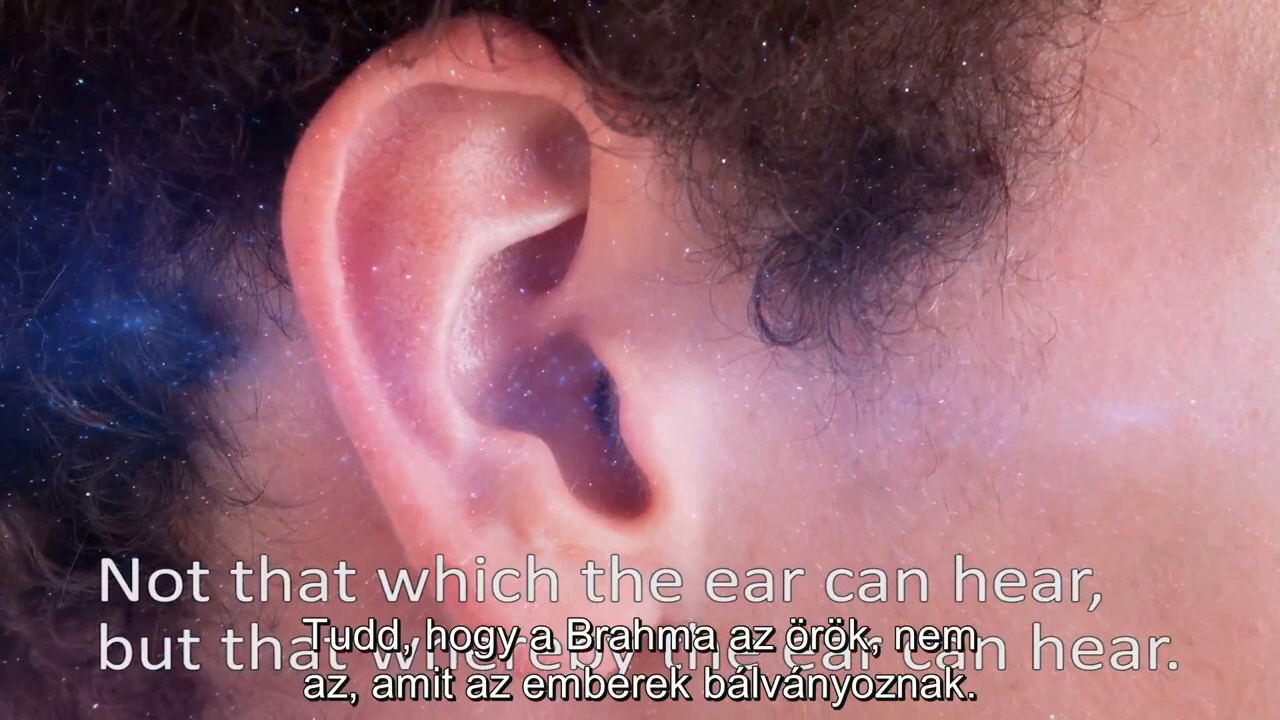 Not that which the ear can hear,
but that whereby the ear can hear.
Tudd, hogy a Brahma az örök, nem
az, amit az emberek bálványoznak.